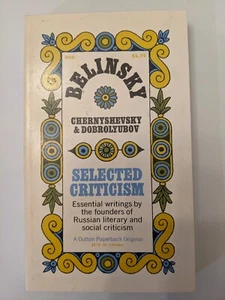 BELINSKY
CHERNYSHEVSKY
& DOBROLYUBOV
SELECTED
CRITICISM
Essential writings by
the founders of
Russian literary and
social criticism
A Dutton Paperback Original